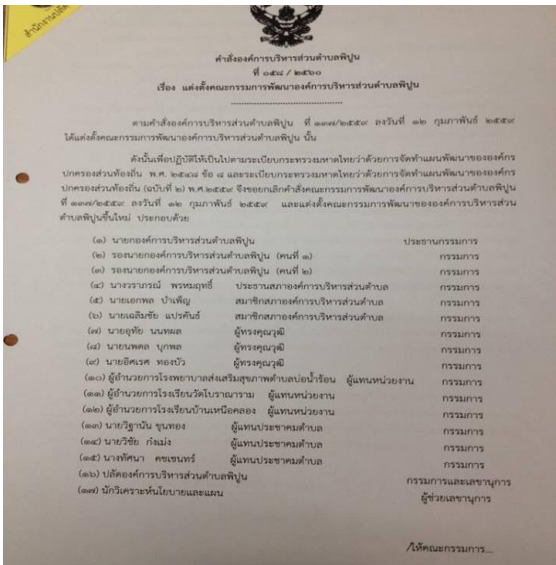 สำนักงานปลัด
คำสั่งองค์การบริหารส่วนตำบลพิปูน
ที่ ๐๕๘ / ๒๕๖๐
เรื่อง แต่งตั้งคณะกรรมการพัฒนาองค์การบริหารส่วนตำบลพิปูน
ตามคำสั่งองค์การบริหารส่วนตำบลพิปูน ที่ ๑๓๗/๒๕๕๙ ลงวันที่ ๑๒ กุมภาพันธ์ ๒๕๕๙
ได้แต่งตั้งคณะกรรมการพัฒนาองค์การบริหารส่วนตำบลพิปูน นั้น
ดังนั้นเพื่อปฏิบัติให้เป็นไปตามระเบียบกระทรวงมหาดไทยว่าด้วยการจัดทำแผนพัฒนาขององค์กร
ปกครองส่วนท้องถิ่น พ.ศ. ๒๕๔๘ ข้อ ๘ และระเบียบกระทรวงมหาดไทยว่าด้วยการจัดทำแผนพัฒนาขององค์กร
ปกครองส่วนท้องถิ่น (ฉบับที่ ๒) พ.ศ.๒๕๕๙ จึงขอยกเลิกคำสั่งคณะกรรมการพัฒนาองค์การบริหารส่วนตำบลพิปูน
ที่ ๑๓๗/๒๕๕๙ ลงวันที่ ๑๒ กุมภาพันธ์ ๒๕๕๙ และแต่งตั้งคณะกรรมการพัฒนาขององค์การบริหารส่วน
ตำบลพิปูนขึ้นใหม่ ประกอบด้วย
(๑) นายกองค์การบริหารส่วนตำบลพิปูน ประธานกรรมการ
(๒) รองนายกองค์การบริหารส่วนตำบลพิปูน (คนที่ ๑) กรรมการ
(๓) รองนายกองค์การบริหารส่วนตำบลพิปูน (คนที่ ๒) กรรมการ
(๔) นางวราภรณ์ พรหมฤทธิ์ ประธานสภาองค์การบริหารส่วนตำบล กรรมการ
(๕) นายเอกพล บำเพ็ญ สมาชิกสภาองค์การบริหารส่วนตำบล กรรมการ
(๖) นายเฉลิมชัย แปรคันธ์ สมาชิกสภาองค์การบริหารส่วนตำบล กรรมการ
(๗) นายอุทัย นนทผล ผู้ทรงคุณวุฒิ กรรมการ
(๘) นายนพดล บุกพล ผู้ทรงคุณวุฒิ กรรมการ
(๙) นายอิศเรศ ทองบัว ผู้ทรงคุณวุฒิ กรรมการ
(๑๐) ผู้อำนวยการโรงพยาบาลส่งเสริมสุขภาพตำบลบ่อน้ำร้อน ผู้แทนหน่วยงาน กรรมการ
(๑๑) ผู้อำนวยการโรงเรียนวัดโบราณาราม ผู้แทนหน่วยงาน กรรมการ
(๑๒) ผู้อำนวยการโรงเรียนบ้านเหนือคลอง ผู้แทนหน่วยงาน กรรมการ
(๑๓) นายวิฐานัน ขุนทอง ผู้แทนประชาคมตำบล กรรมการ
(๑๔) นายวิชัย ก๋งเม่ง ผู้แทนประชาคมตำบล กรรมการ
(๑๕) นางทัศนา คชเชนทร์ ผู้แทนประชาคมตำบล กรรมการ
(๑๖) ปลัดองค์การบริหารส่วนตำบลพิปูน กรรมการและเลขานุการ
(๑๗) นักวิเคราะห์นโยบายและแผน ผู้ช่วยเลขานุการ
/ให้คณะกรรมการ...